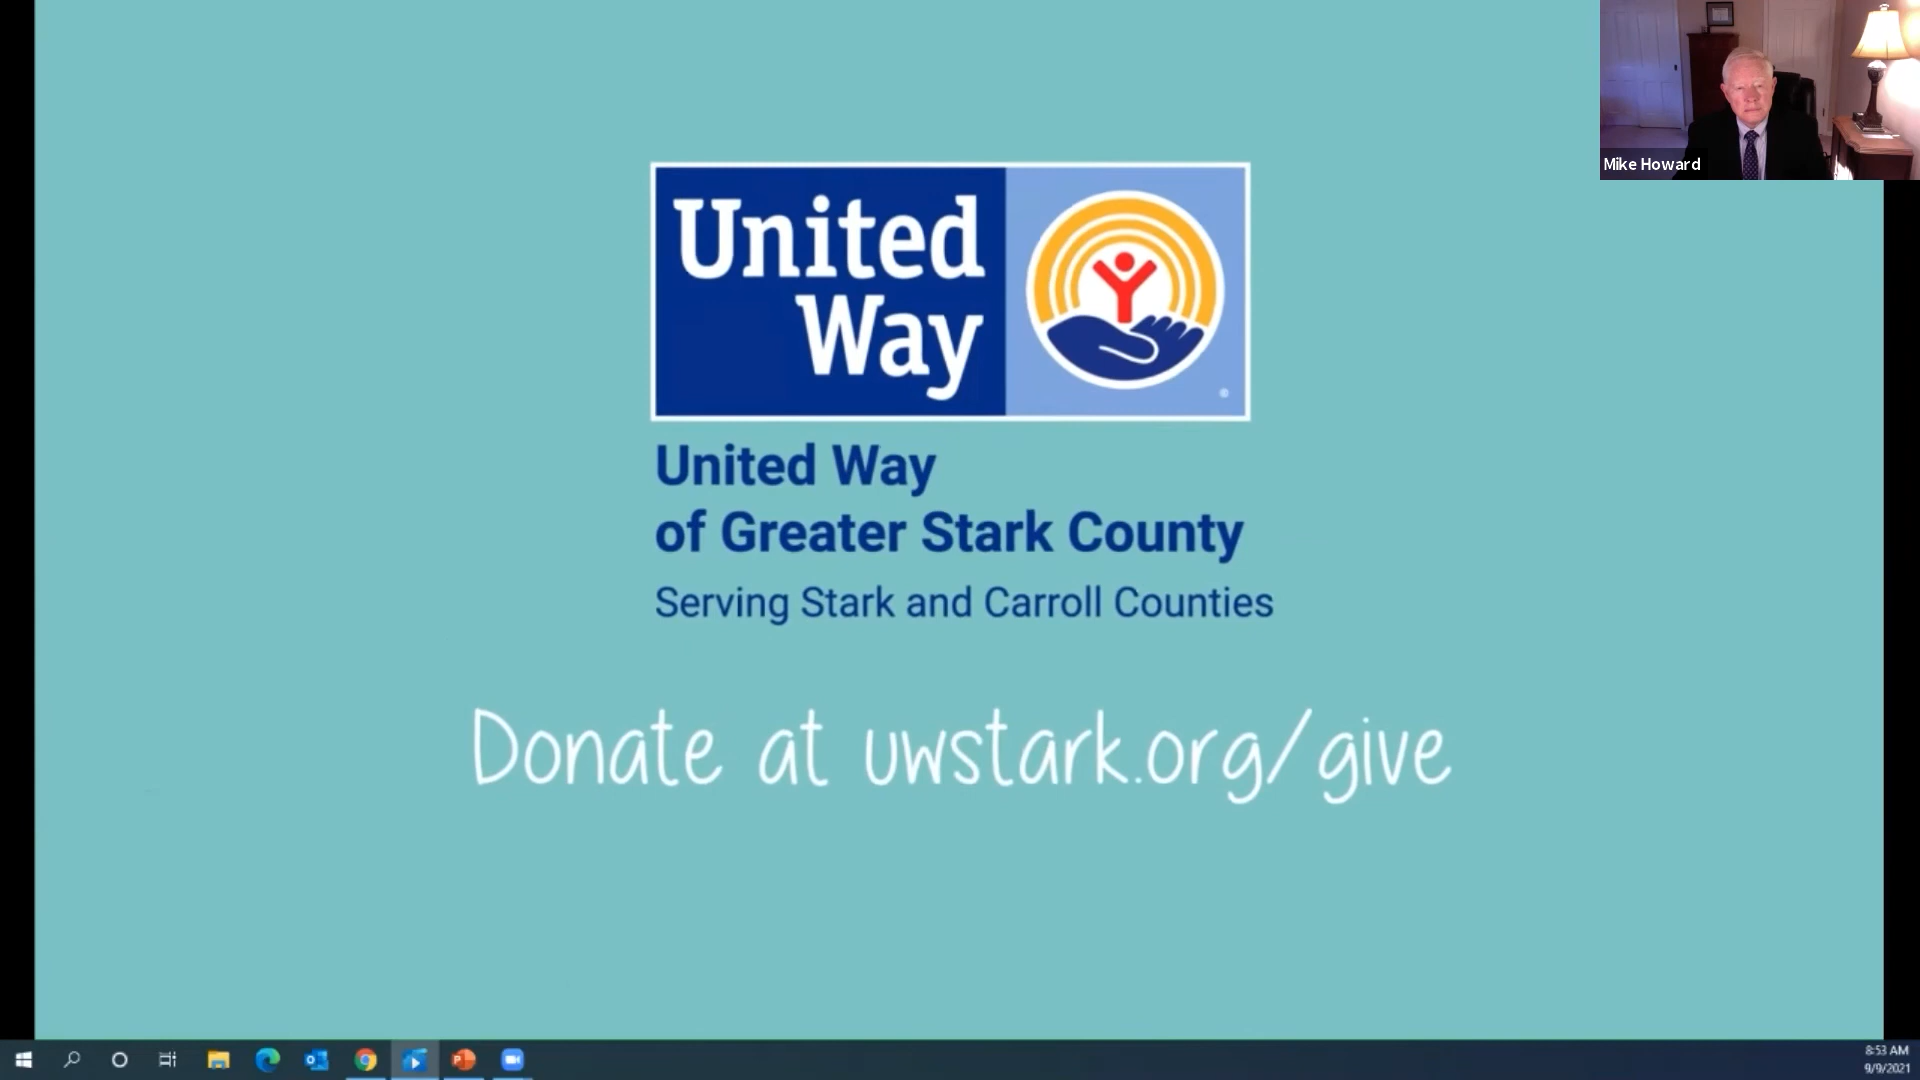 Mike Howard
United
Way
®
United Way
of Greater Stark County
Serving Stark and Carroll Counties
Donate at uwstark.org/give
8:53 AM
9/9/2021